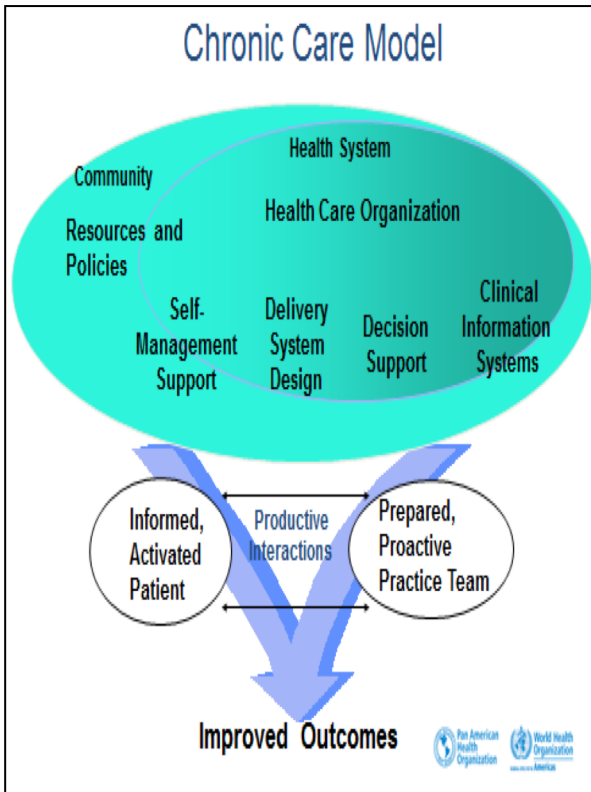 Chronic Care Model
Health System
Community
Health Care Organization
Resources and
Policies
Self-
Management
Support
Delivery
System
Design
Decision
Support
Clinical
Information
Systems
Informed,
Activated
Patient
Productive
Interactions
Prepared,
Proactive
Practice Team
Improved Outcomes
Pan American
Health
Organization
World Health
Organization
Americas